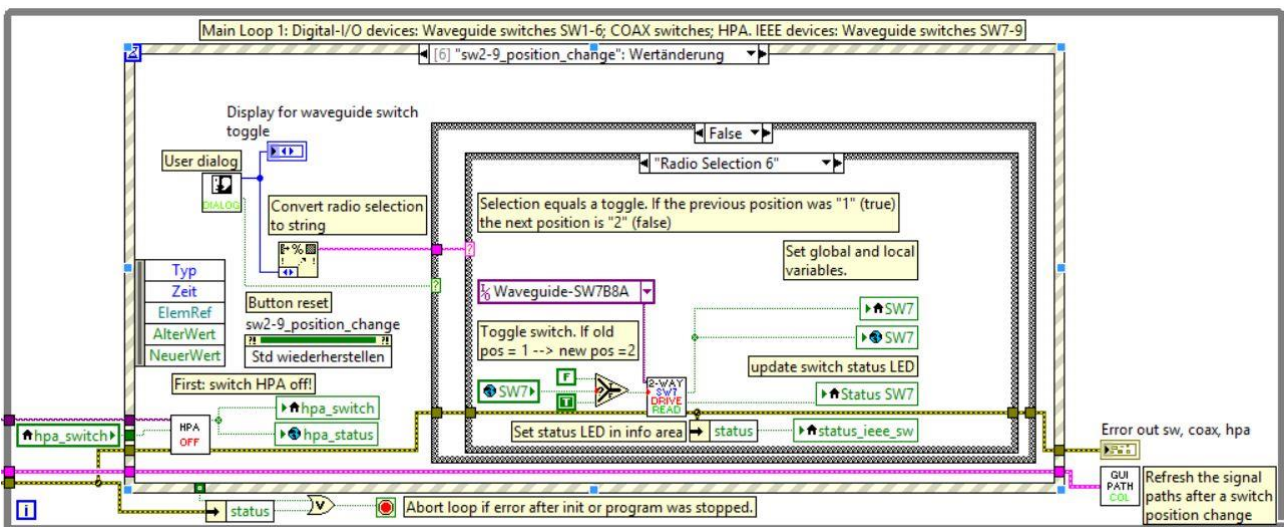 Main Loop 1: Digital-I/O devices: Waveguide switches SW1-6; COAX switches; HPA. IEEE devices: Waveguide switches SW7-9
[6] "sw2-9_position_change": Wertänderung
Display for waveguide switch
toggle
User dialog
DIALOG
Convert radio selection
to string
False
"Radio Selection 6"
Selection equals a toggle. If the previous position was "1" (true)
the next position is "2" (false)
Set global and local
variables.
Typ
Zeit
ElemRef
AlterWert
NeuerWert
Button reset
sw2-9_position_change
Std wiederherstellen
Waveguide-SW7B8A
Toggle switch. If old
pos = 1 --> new pos =2
SW7
SW7
update switch status LED
First: switch HPA off!
F
T
SW7
2-WAY
SW7
DRIVE
READ
Status SW7
hpa_switch
HPA
OFF
hpa_switch
hpa_status
Set status LED in info area
status
status_ieee_sw
Error out sw, coax, hpa
GUI
PATH
COL
Refresh the signal
paths after a switch
position change
i
status
V
Abort loop if error after init or program was stopped.